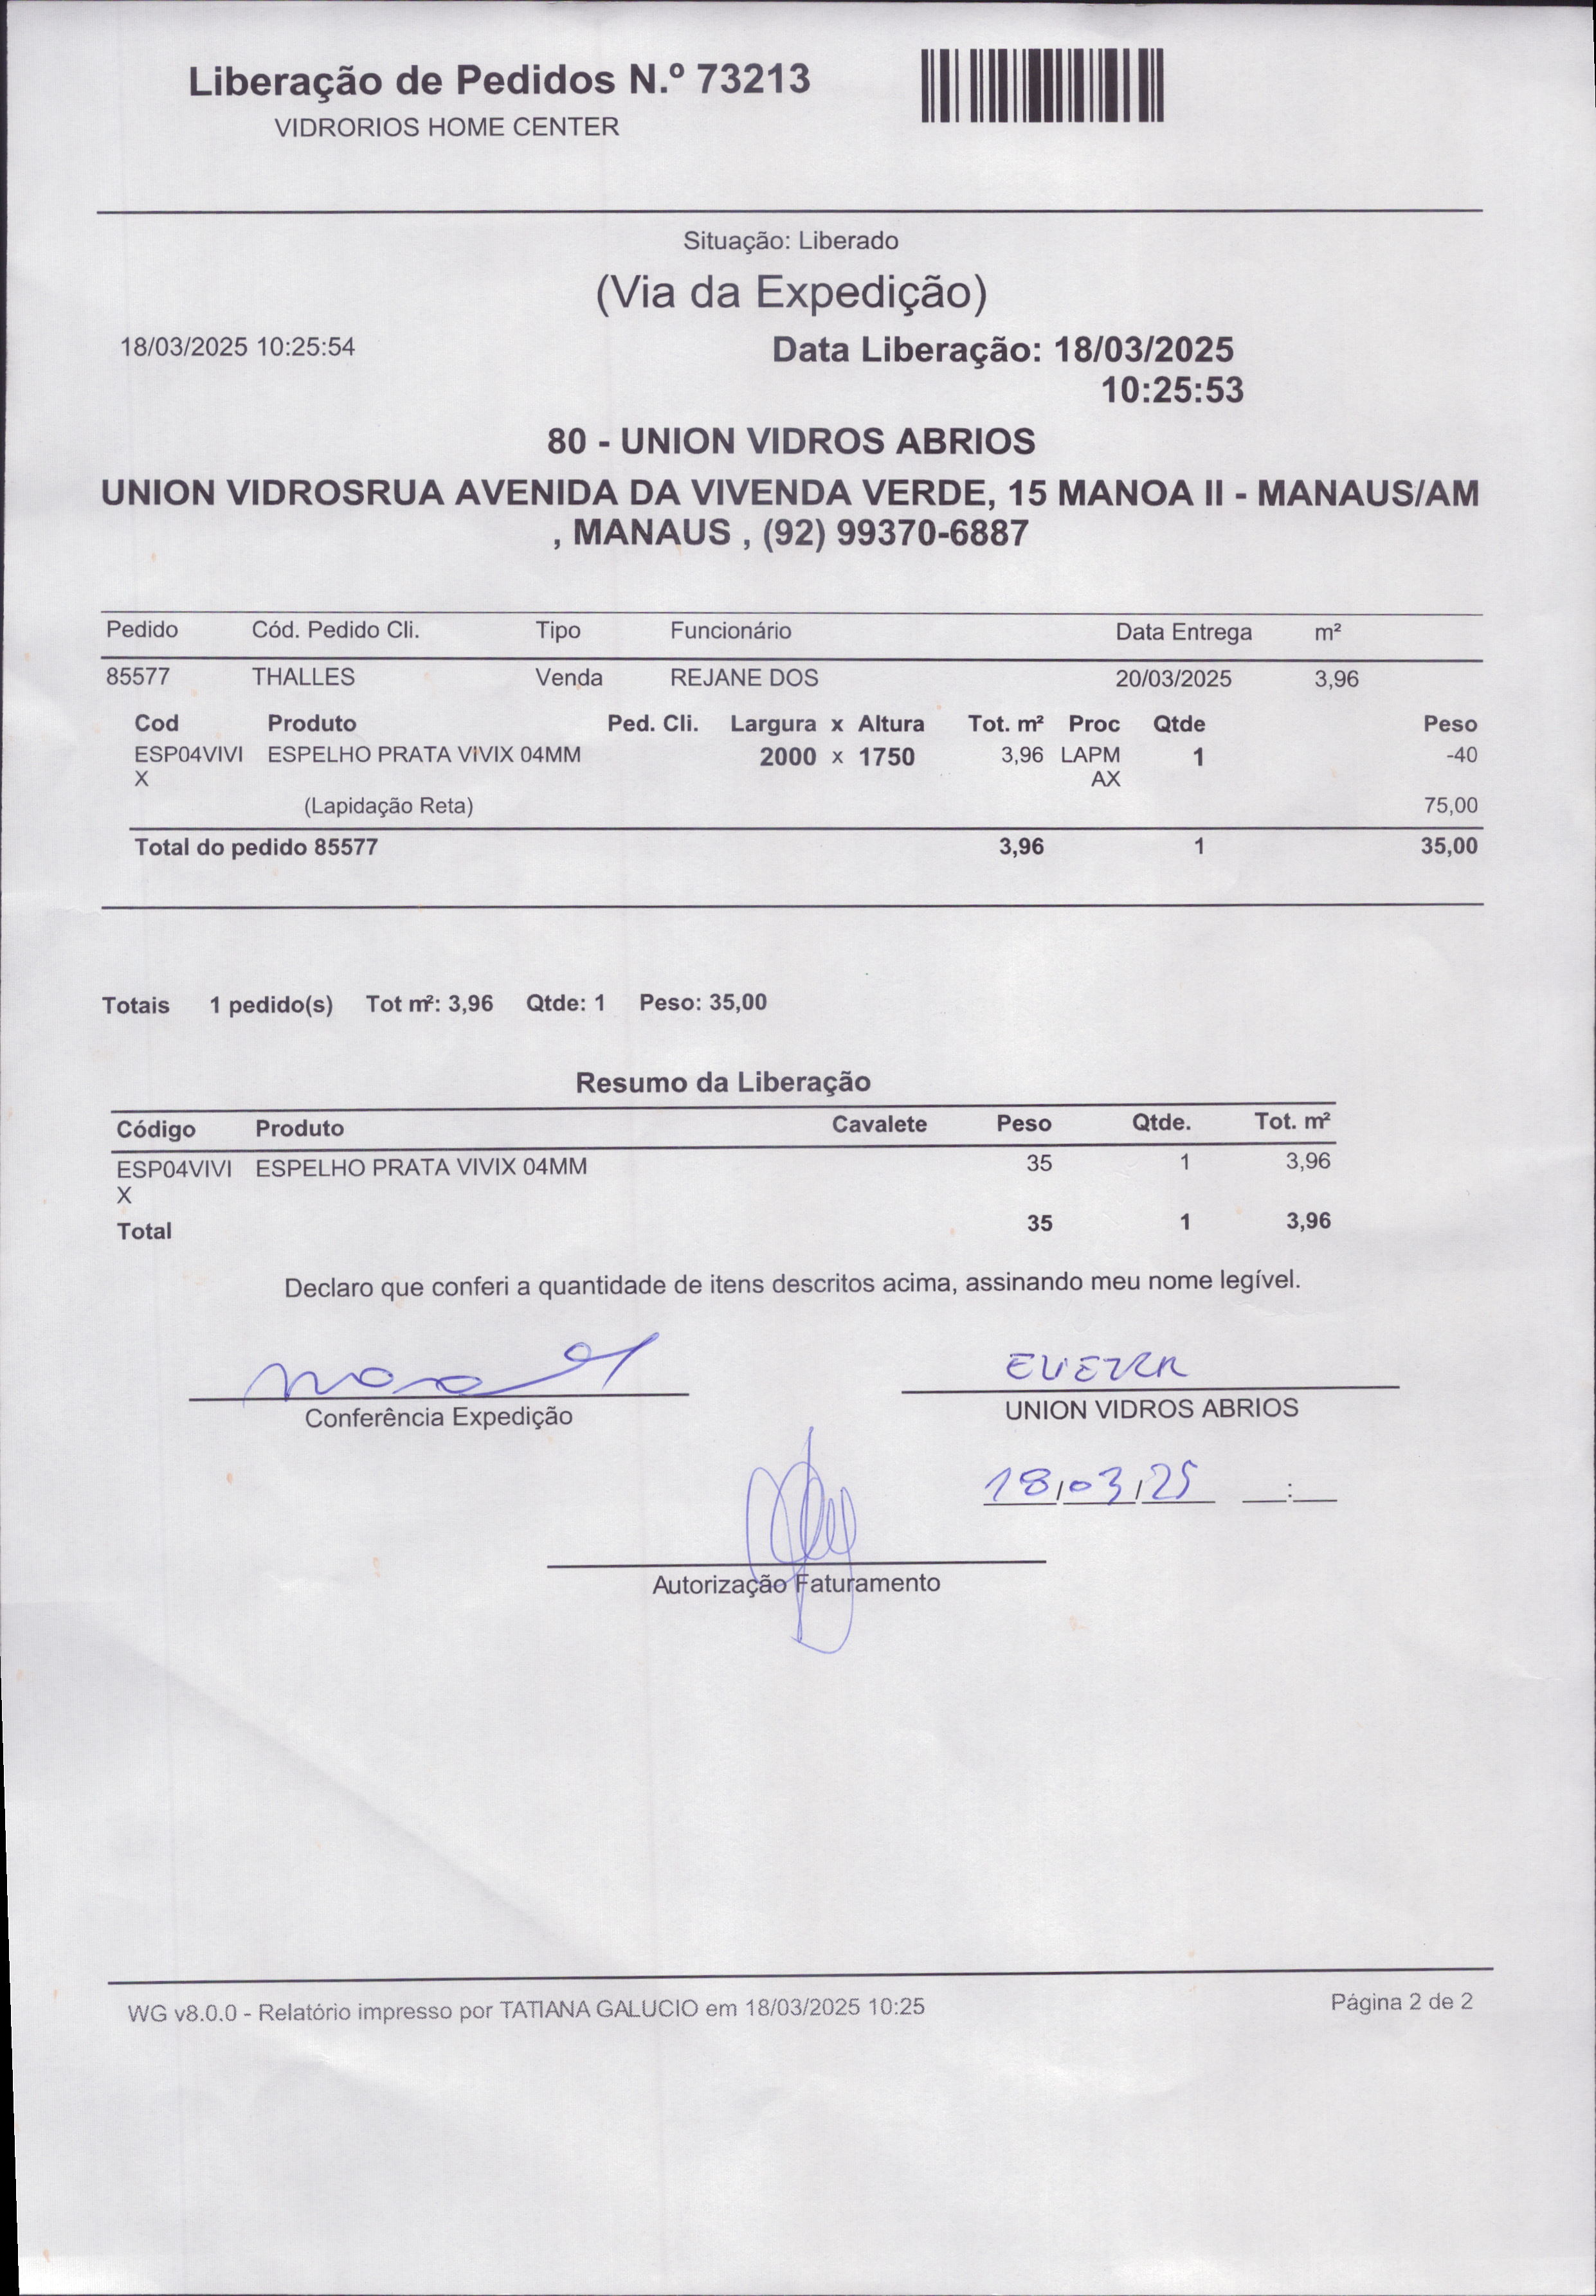 Liberação de Pedidos N.º 73213
VIDRORIOS HOME CENTER
Situação: Liberado
(Via da Expedição)
18/03/2025 10:25:54 Data Liberação: 18/03/2025
10:25:53
80 - UNION VIDROS ABRIOS
UNION VIDROSRUA AVENIDA DA VIVENDA VERDE, 15 MANOA II - MANAUS/AM
, MANAUS , (92) 99370-6887
Pedido Cód. Pedido Cli. Tipo Funcionário Data Entrega m²
85577 THALLES Venda REJANE DOS 20/03/2025 3,96
Cod Produto Ped. Cli. Largura x Altura Tot. m² Proc Qtde Peso
ESP04VIVI ESPELHO PRATA VIVIX 04MM 2000 x 1750 3,96 LAPM 1 -40
X AX
(Lapidação Reta) 75,00
Total do pedido 85577 3,96 1 35,00
Totais 1 pedido(s) Tot m²: 3,96 Qtde: 1 Peso: 35,00
Resumo da Liberação
Código Produto Cavalete Peso Qtde. Tot. m²
ESP04VIVI ESPELHO PRATA VIVIX 04MM 35 1 3,96
X
Total 35 1 3,96
Declaro que conferi a quantidade de itens descritos acima, assinando meu nome legível.
Conferência Expedição UNION VIDROS ABRIOS
18/03/25 __:__
Autorização Faturamento
WG v8.0.0 - Relatório impresso por TATIANA GALUCIO em 18/03/2025 10:25 Página 2 de 2